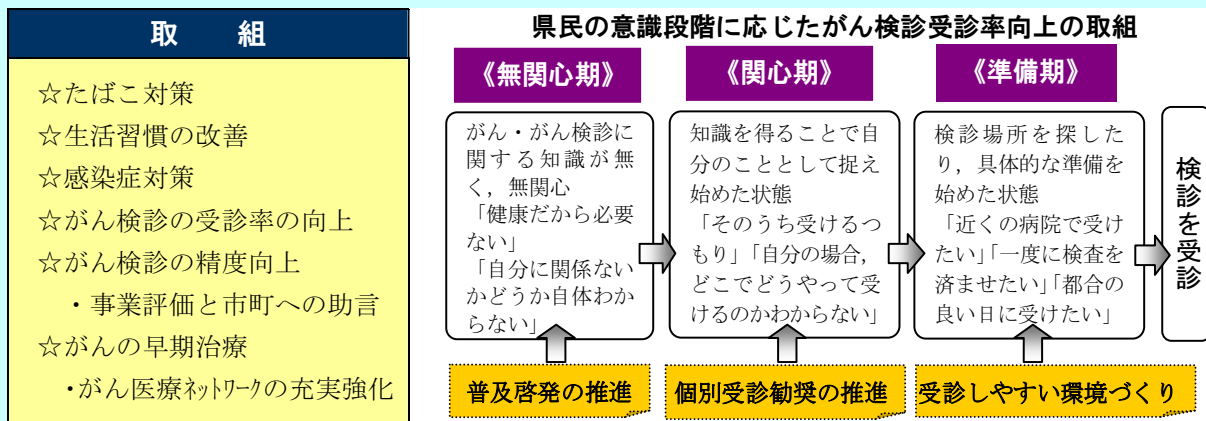 取　組
☆たばこ対策
☆生活習慣の改善
☆感染症対策
☆がん検診の受診率の向上
☆がん検診の精度向上
・事業評価と市町への助言
☆がんの早期治療
・がん医療ﾈｯﾄﾜｰｸの充実強化
県民の意識段階に応じたがん検診受診率向上の取組
《無関心期》
がん・がん検診に
関する知識が無
く，無関心
「健康だから必要
ない」
「自分に関係ない
かどうか自体わか
らない」
普及啓発の推進
《関心期》
知識を得ることで自
分のこととして捉え
始めた状態
「そのうち受けるつ
もり」「自分の場合，
どこでどうやって受
けるのかわからない」
個別受診勧奨の推進
《準備期》
検診場所を探した
り，具体的な準備を
始めた状態
「近くの病院で受け
たい」「一度に検査を
済ませたい」「都合の
良い日に受けたい」
受診しやすい環境づくり
検診を受診